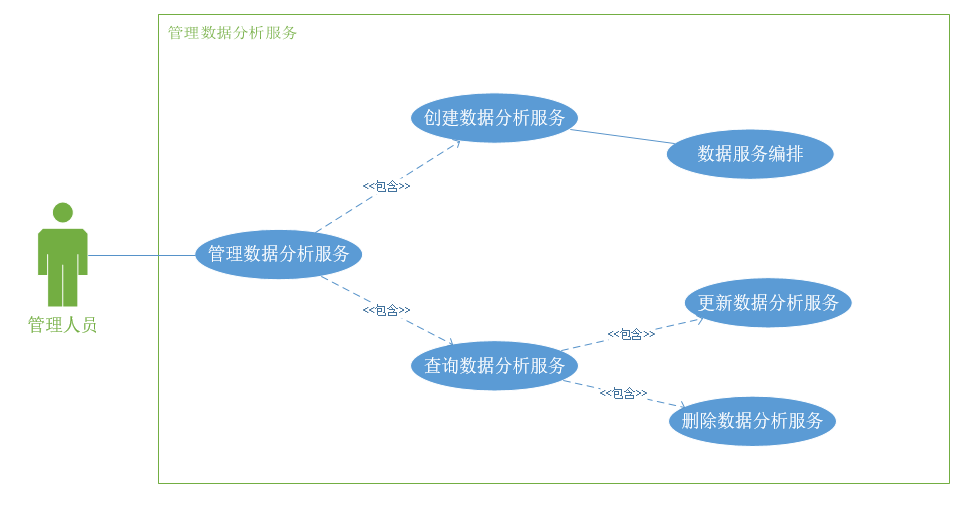 管理数据分析服务
创建数据分析服务
数据服务编排
<<包含>>
管理数据分析服务
<<包含>>
更新数据分析服务
管理人员
<<包含>>
查询数据分析服务
<<包含>>
删除数据分析服务